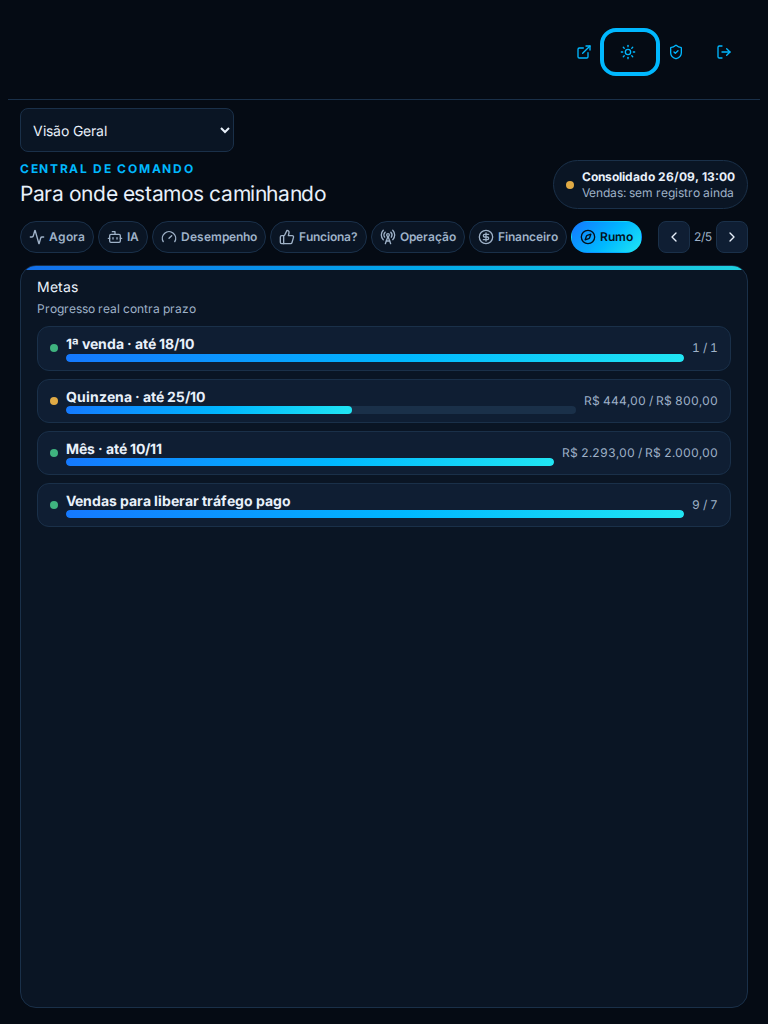 Visão Geral
CENTRAL DE COMANDO
Para onde estamos caminhando
Consolidado 26/09, 13:00
Vendas: sem registro ainda
Agora
IA
Desempenho
Funciona?
Operação
Financeiro
Rumo
2/5
Metas
Progresso real contra prazo
1ª venda · até 18/10
1 / 1
Quinzena · até 25/10
R$ 444,00 / R$ 800,00
Mês · até 10/11
R$ 2.293,00 / R$ 2.000,00
Vendas para liberar tráfego pago
9 / 7